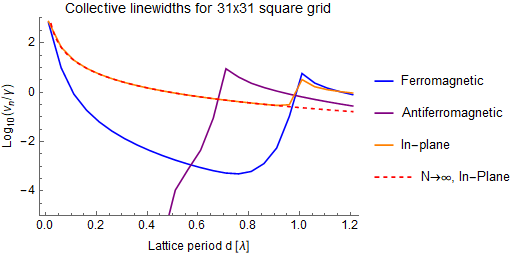 Collective linewidths for 31x31 square grid
Log₁₀(νₙ/γ)
2
0
−2
−4
0.0 0.2 0.4 0.6 0.8 1.0 1.2
Lattice period d [λ]
Ferromagnetic
Antiferromagnetic
In-plane
N→∞, In-Plane